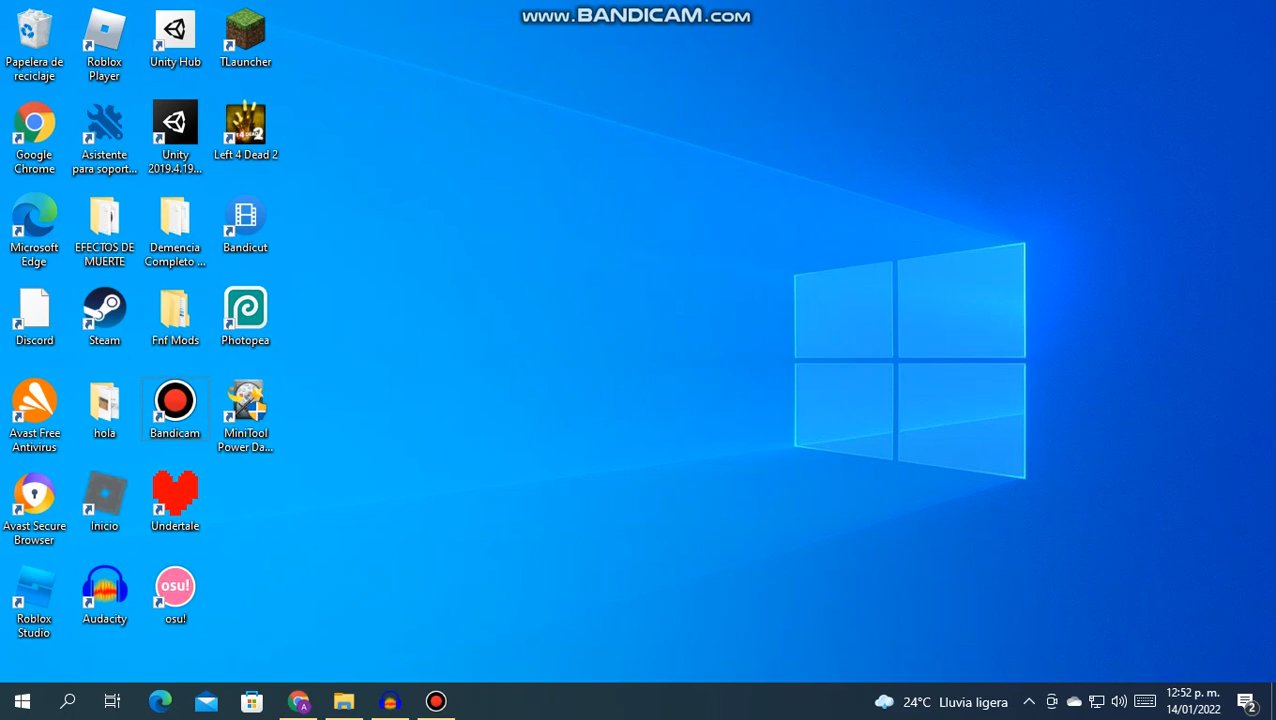 www.BANDICAM.com
Papelera de
reciclaje
Roblox
Player
Unity Hub
TLauncher
Google
Chrome
Asistente
para soport...
Unity
2019.4.19...
Left 4 Dead 2
Microsoft
Edge
EFECTOS DE
MUERTE
Demencia
Completo ...
Bandicut
Discord
Steam
Fnf Mods
Photopea
Avast Free
Antivirus
hola
Bandicam
MiniTool
Power Da...
Avast Secure
Browser
Inicio
Undertale
Roblox
Studio
Audacity
osu!
osu!
24°C Lluvia ligera
12:52 p. m.
14/01/2022
2